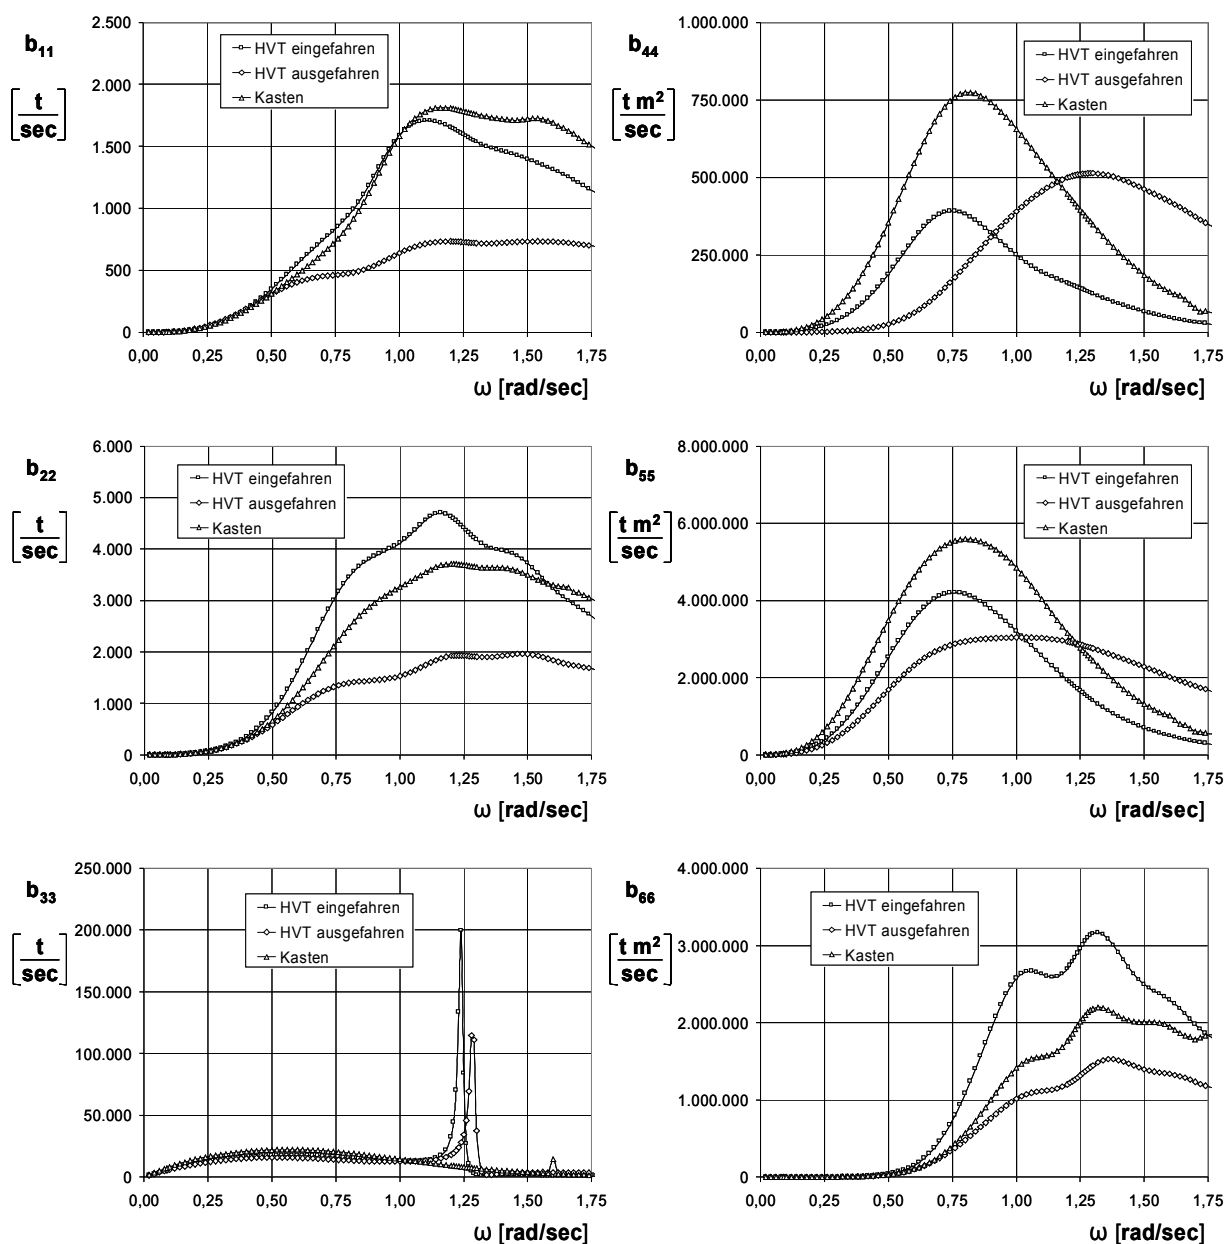 b11
[t/sec]
2.500
2.000
1.500
1.000
500
0
HVT eingefahren
HVT ausgefahren
Kasten
0,00 0,25 0,50 0,75 1,00 1,25 1,50 1,75
ω [rad/sec]
b44
[t m²/sec]
1.000.000
750.000
500.000
250.000
0
HVT eingefahren
HVT ausgefahren
Kasten
0,00 0,25 0,50 0,75 1,00 1,25 1,50 1,75
ω [rad/sec]
b22
[t/sec]
6.000
5.000
4.000
3.000
2.000
1.000
0
HVT eingefahren
HVT ausgefahren
Kasten
0,00 0,25 0,50 0,75 1,00 1,25 1,50 1,75
ω [rad/sec]
b55
[t m²/sec]
8.000.000
6.000.000
4.000.000
2.000.000
0
HVT eingefahren
HVT ausgefahren
Kasten
0,00 0,25 0,50 0,75 1,00 1,25 1,50 1,75
ω [rad/sec]
b33
[t/sec]
250.000
200.000
150.000
100.000
50.000
0
HVT eingefahren
HVT ausgefahren
Kasten
0,00 0,25 0,50 0,75 1,00 1,25 1,50 1,75
ω [rad/sec]
b66
[t m²/sec]
4.000.000
3.000.000
2.000.000
1.000.000
0
HVT eingefahren
HVT ausgefahren
Kasten
0,00 0,25 0,50 0,75 1,00 1,25 1,50 1,75
ω [rad/sec]